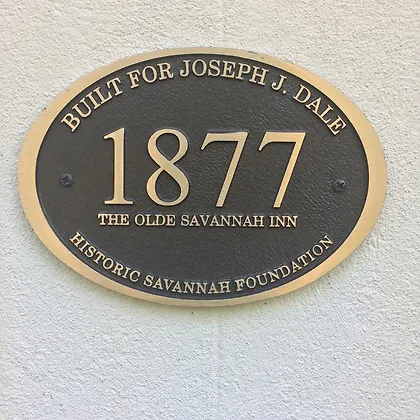 BUILT FOR JOSEPH J. DALE
1877
THE OLDE SAVANNAH INN
HISTORIC SAVANNAH FOUNDATION